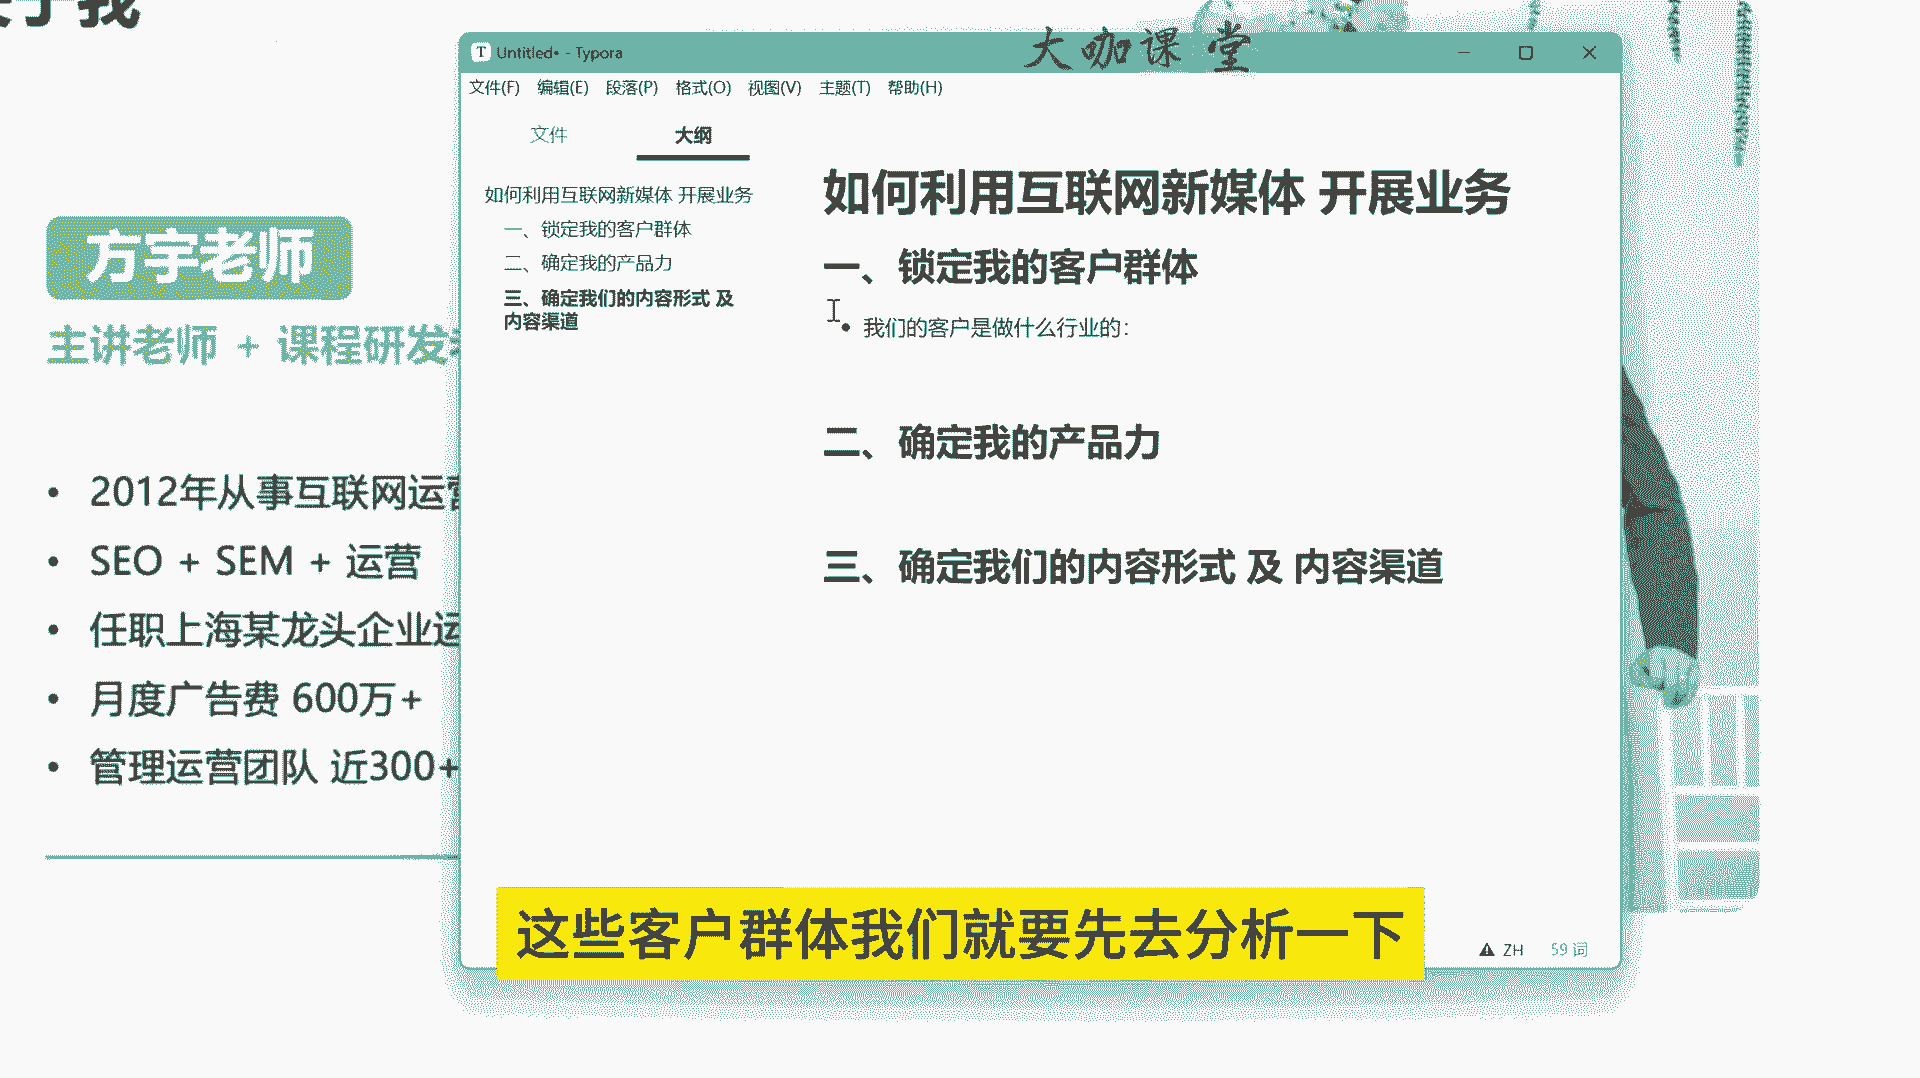 于我
方宇老师
主讲老师 + 课程研发
2012年从事互联网运营
SEO + SEM + 运营
任职上海某龙头企业运
月度广告费 600万+
管理运营团队 近300+
Untitled• - Typora
大咖课堂
文件(F) 编辑(E) 段落(P) 格式(O) 视图(V) 主题(T) 帮助(H)
文件 大纲
如何利用互联网新媒体 开展业务
一、锁定我的客户群体
二、确定我的产品力
三、确定我们的内容形式 及
内容渠道
如何利用互联网新媒体 开展业务
一、锁定我的客户群体
我们的客户是做什么行业的:
二、确定我的产品力
三、确定我们的内容形式 及 内容渠道
这些客户群体我们就要先去分析一下
ZH 59 词